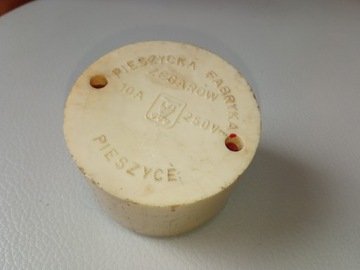 PIESZYCKA FABRYKA
ZEGARÓW
10A 250V~
PIESZYCE